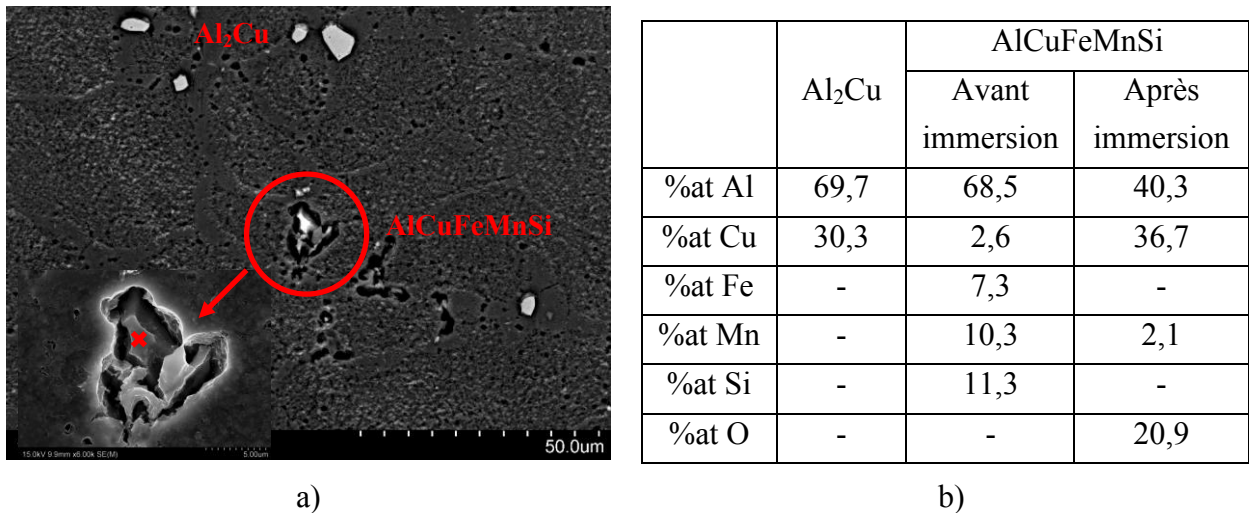 Al₂Cu
AlCuFeMnSi
15.0kV 9.9mm x6.00k SE(M)
5.00um
50.0um
a)
AlCuFeMnSi
Al₂Cu
Avant immersion
Après immersion
%at Al 69,7 68,5 40,3
%at Cu 30,3 2,6 36,7
%at Fe - 7,3 -
%at Mn - 10,3 2,1
%at Si - 11,3 -
%at O - - 20,9
b)